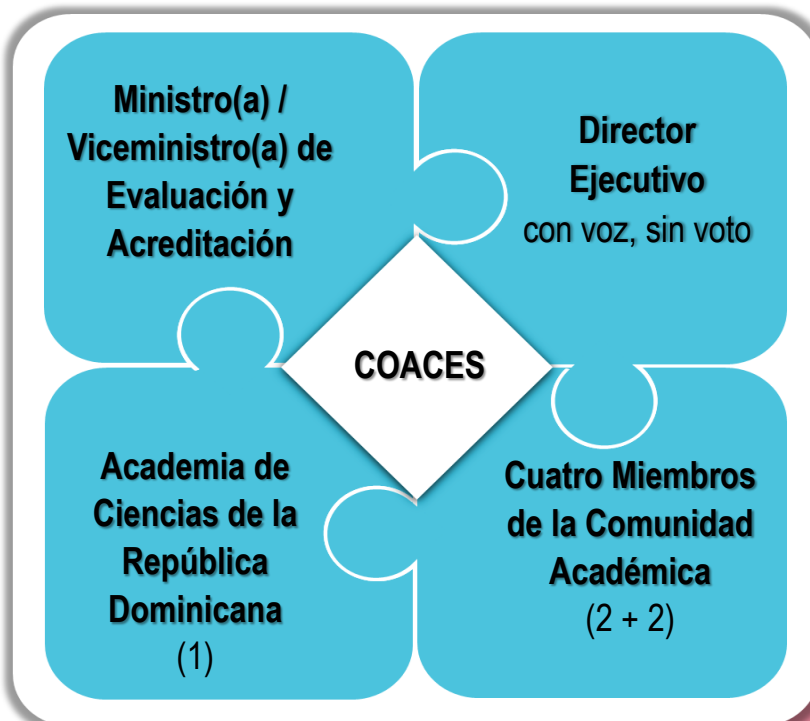 Ministro(a) /
Viceministro(a) de
Evaluación y
Acreditación
Director
Ejecutivo
con voz, sin voto
COACES
Academia de
Ciencias de la
República
Dominicana
(1)
Cuatro Miembros
de la Comunidad
Académica
(2 + 2)